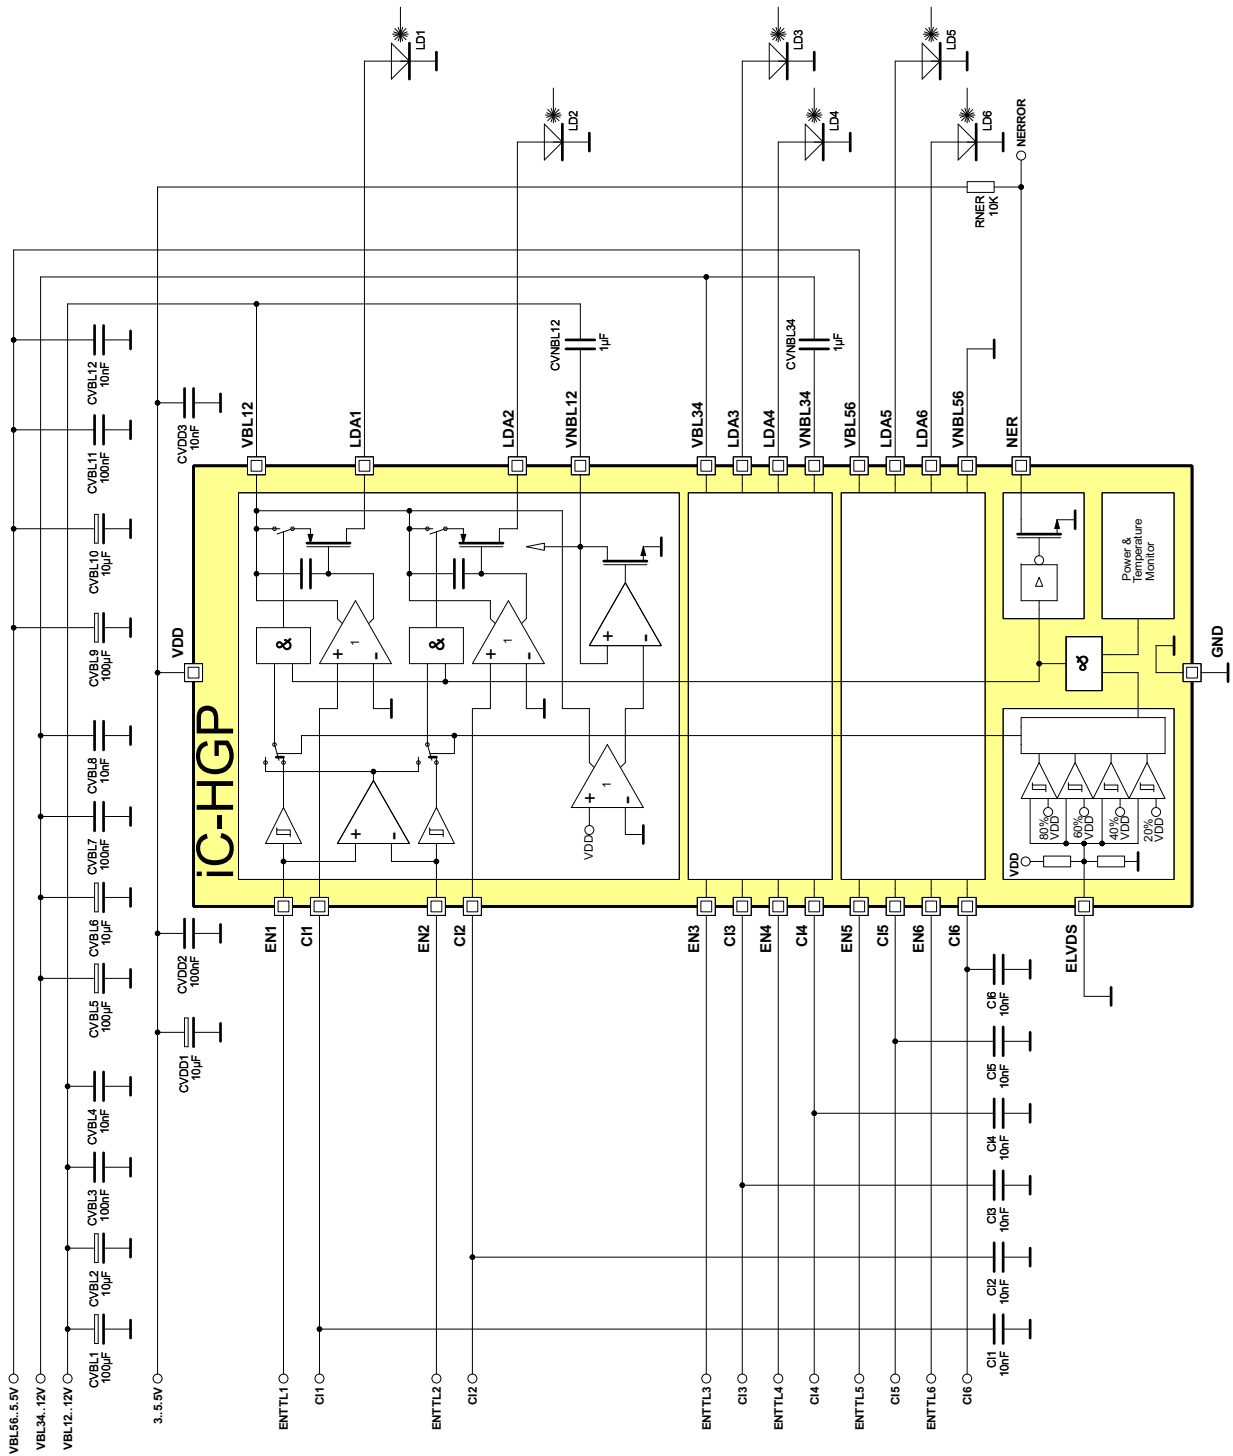 LD1
LD3
LD5
LD2
LD4
LD6
NERROR
RNER
10K
CVBL12
10nF
CVBL11
100nF
CVBL10
10µF
CVBL9
100µF
CVBL8
10nF
CVBL7
100nF
CVBL6
10µF
CVBL5
100µF
CVBL4
10nF
CVBL3
100nF
CVBL2
10µF
CVBL1
100µF
CVDD3
10nF
CVDD2
100nF
CVDD1
10µF
CVNBL12
1µF
CVNBL34
1µF
VBL12
LDA1
LDA2
VNBL12
VBL34
LDA3
LDA4
VNBL34
VBL56
LDA5
LDA6
VNBL56
NER
VDD
GND
iC-HGP
&
1
+
-
&
1
+
-
+
-
+
-
1
+
-
VDD
&
Power &
Temperature
Monitor
80%
VDD
60%
VDD
40%
VDD
20%
VDD
VDD
EN1
CI1
EN2
CI2
EN3
CI3
EN4
CI4
EN5
CI5
EN6
CI6
ELVDS
CI6
10nF
CI5
10nF
CI4
10nF
CI3
10nF
CI2
10nF
CI1
10nF
VBL56..5.5V
VBL34..12V
VBL12..12V
3..5.5V
ENTTL1
CI1
ENTTL2
CI2
ENTTL3
CI3
ENTTL4
CI4
ENTTL5
CI5
ENTTL6
CI6